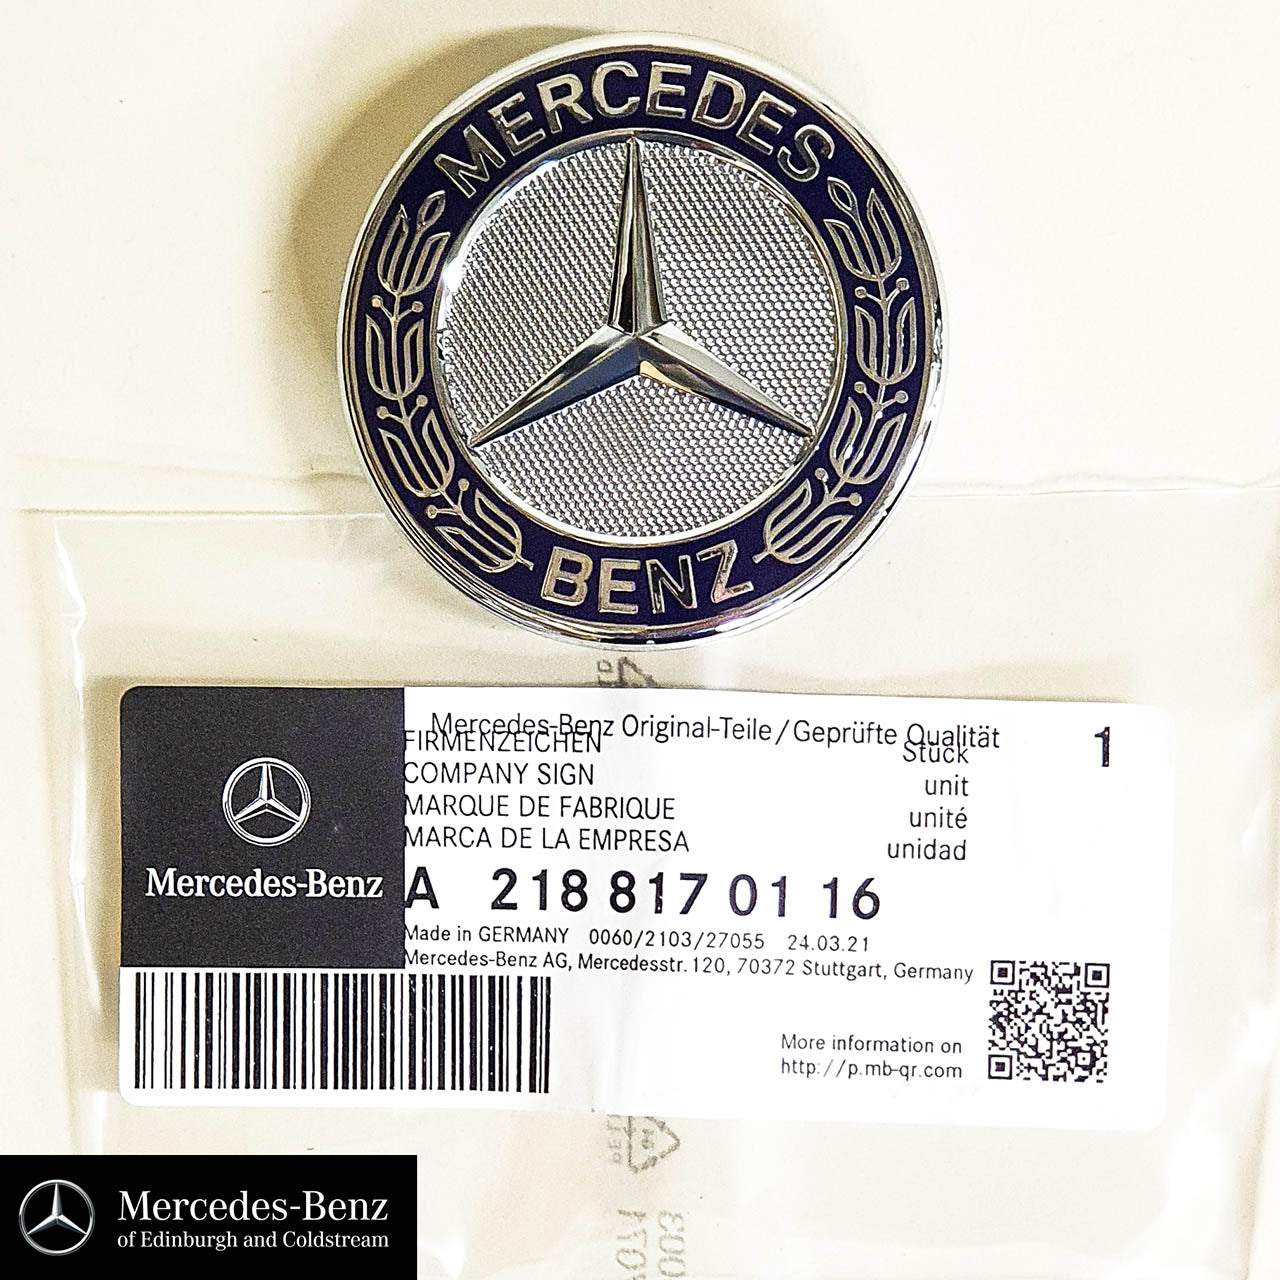 MERCEDES
BENZ
Mercedes-Benz Original-Teile/Geprüfte Qualität
FIRMENZEICHEN Stück 1
COMPANY SIGN unit
MARQUE DE FABRIQUE unité
MARCA DE LA EMPRESA unidad
Mercedes-Benz
A 218 817 01 16
Made in GERMANY 0060/2103/27055 24.03.21
Mercedes-Benz AG, Mercedesstr. 120, 70372 Stuttgart, Germany
More information on
http://p.mb-qr.com
Mercedes-Benz
of Edinburgh and Coldstream